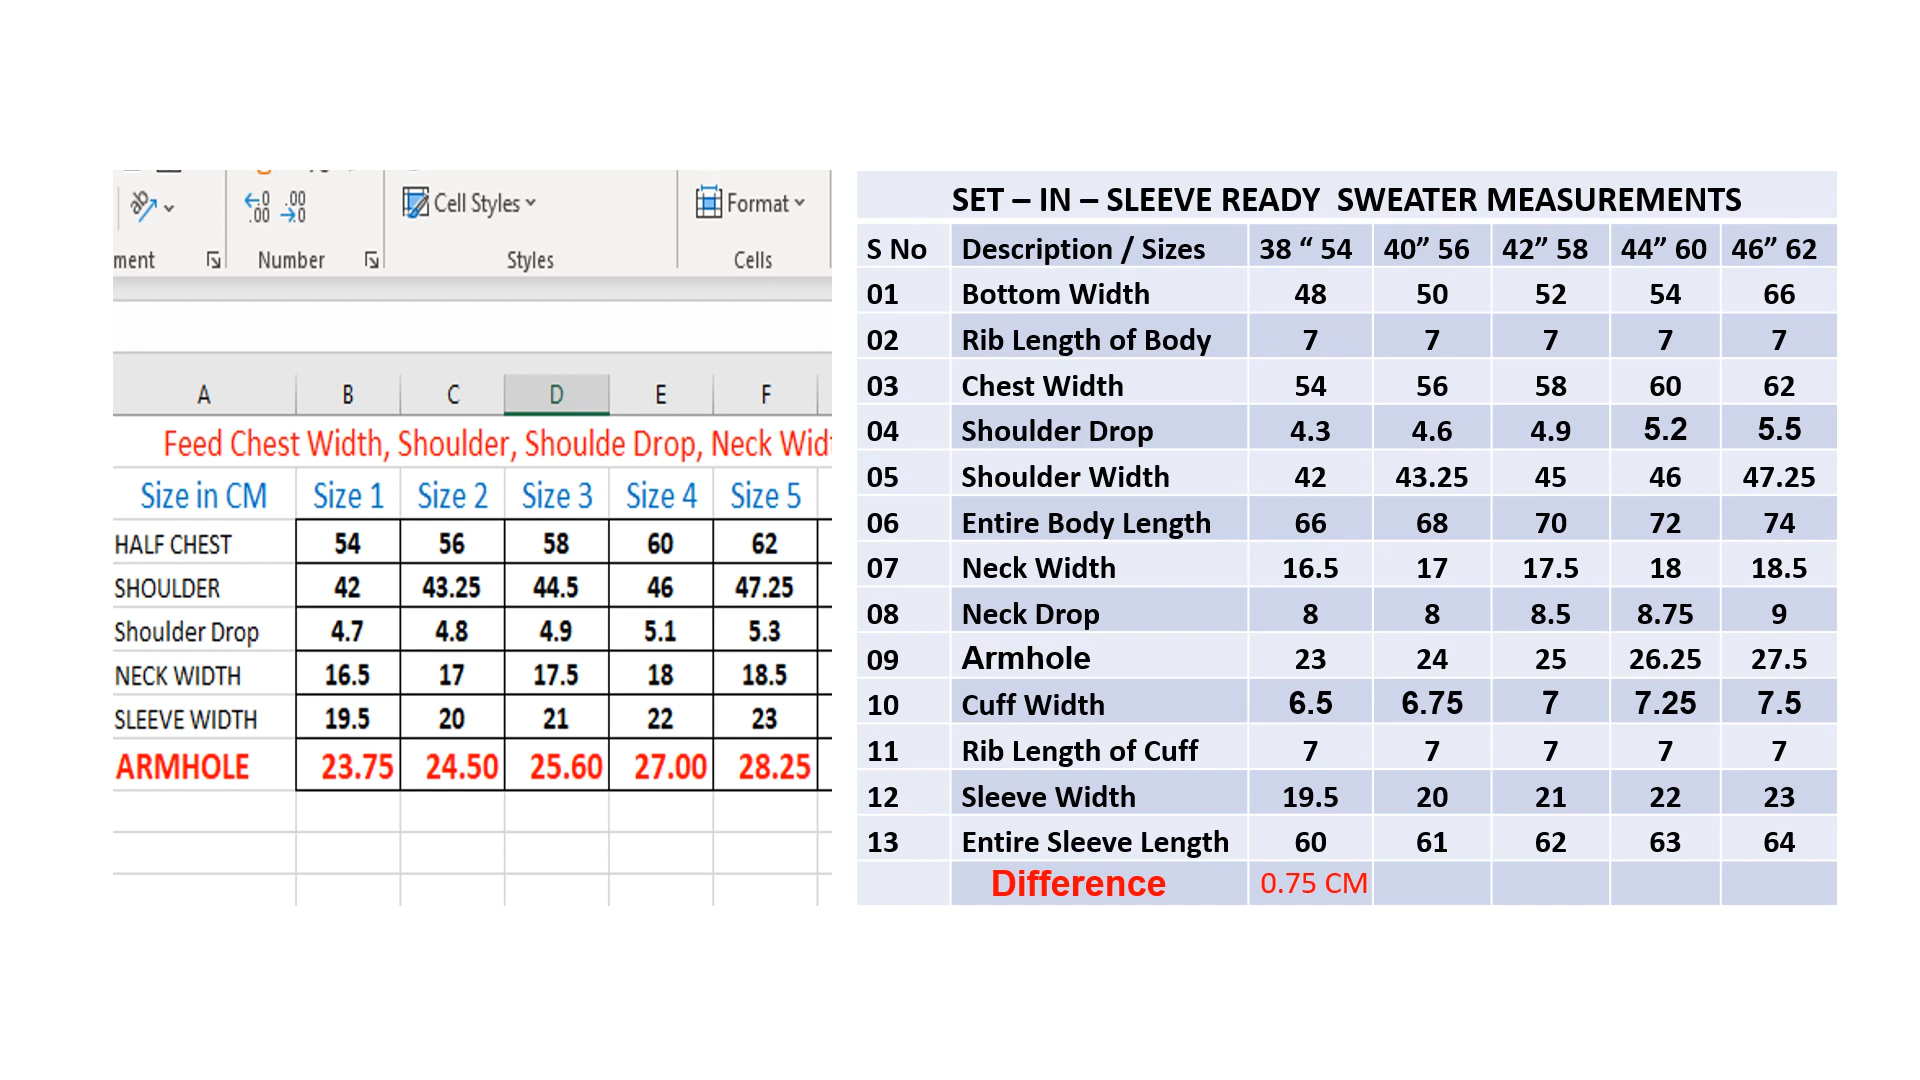 Cell Styles
Format
ment
Number
Styles
Cells
A B C D E F
Feed Chest Width, Shoulder, Shoulde Drop, Neck
Size in CM Size 1 Size 2 Size 3 Size 4 Size 5
HALF CHEST 54 56 58 60 62
SHOULDER 42 43.25 44.5 46 47.25
Shoulder Drop 4.7 4.8 4.9 5.1 5.3
NECK WIDTH 16.5 17 17.5 18 18.5
SLEEVE WIDTH 19.5 20 21 22 23
ARMHOLE 23.75 24.50 25.60 27.00 28.25
SET – IN – SLEEVE READY SWEATER MEASUREMENTS
S No Description / Sizes 38 “ 54 40” 56 42” 58 44” 60 46” 62
01 Bottom Width 48 50 52 54 66
02 Rib Length of Body 7 7 7 7 7
03 Chest Width 54 56 58 60 62
04 Shoulder Drop 4.3 4.6 4.9 5.2 5.5
05 Shoulder Width 42 43.25 45 46 47.25
06 Entire Body Length 66 68 70 72 74
07 Neck Width 16.5 17 17.5 18 18.5
08 Neck Drop 8 8 8.5 8.75 9
09 Armhole 23 24 25 26.25 27.5
10 Cuff Width 6.5 6.75 7 7.25 7.5
11 Rib Length of Cuff 7 7 7 7 7
12 Sleeve Width 19.5 20 21 22 23
13 Entire Sleeve Length 60 61 62 63 64
Difference 0.75 CM